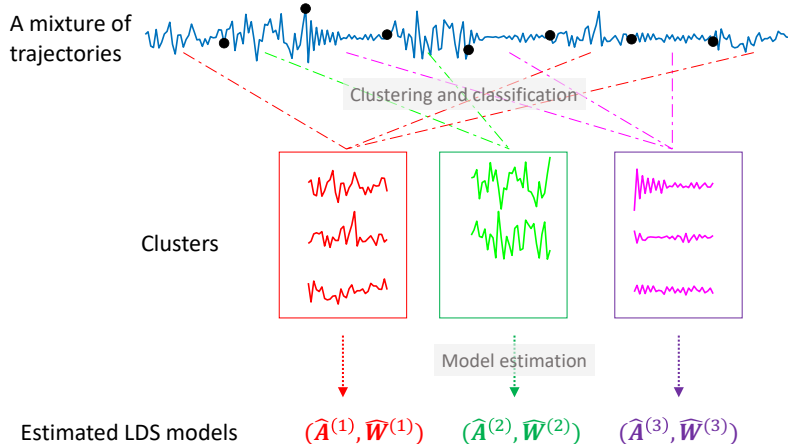 A mixture of
trajectories
Clustering and classification
Clusters
Model estimation
Estimated LDS models
(Â⁽¹⁾, Ŵ⁽¹⁾) (Â⁽²⁾, Ŵ⁽²⁾) (Â⁽³⁾, Ŵ⁽³⁾)